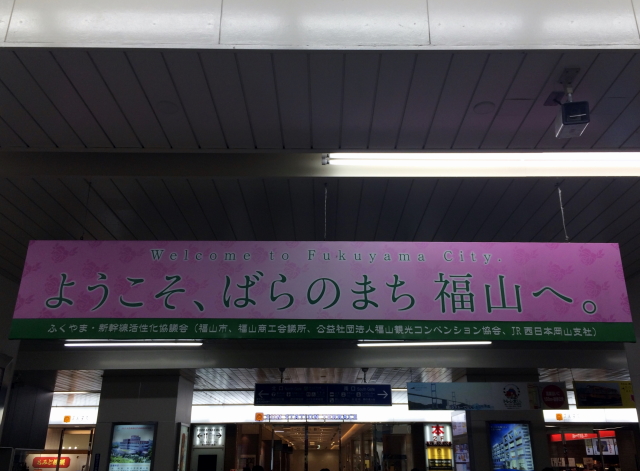 Welcome to Fukuyama City.
ようこそ、ばらのまち 福山へ。
ふくやま・新幹線活性化協議会（福山市、福山商工会議所、公益社団法人福山観光コンベンション協会、JR 西日本岡山支社）